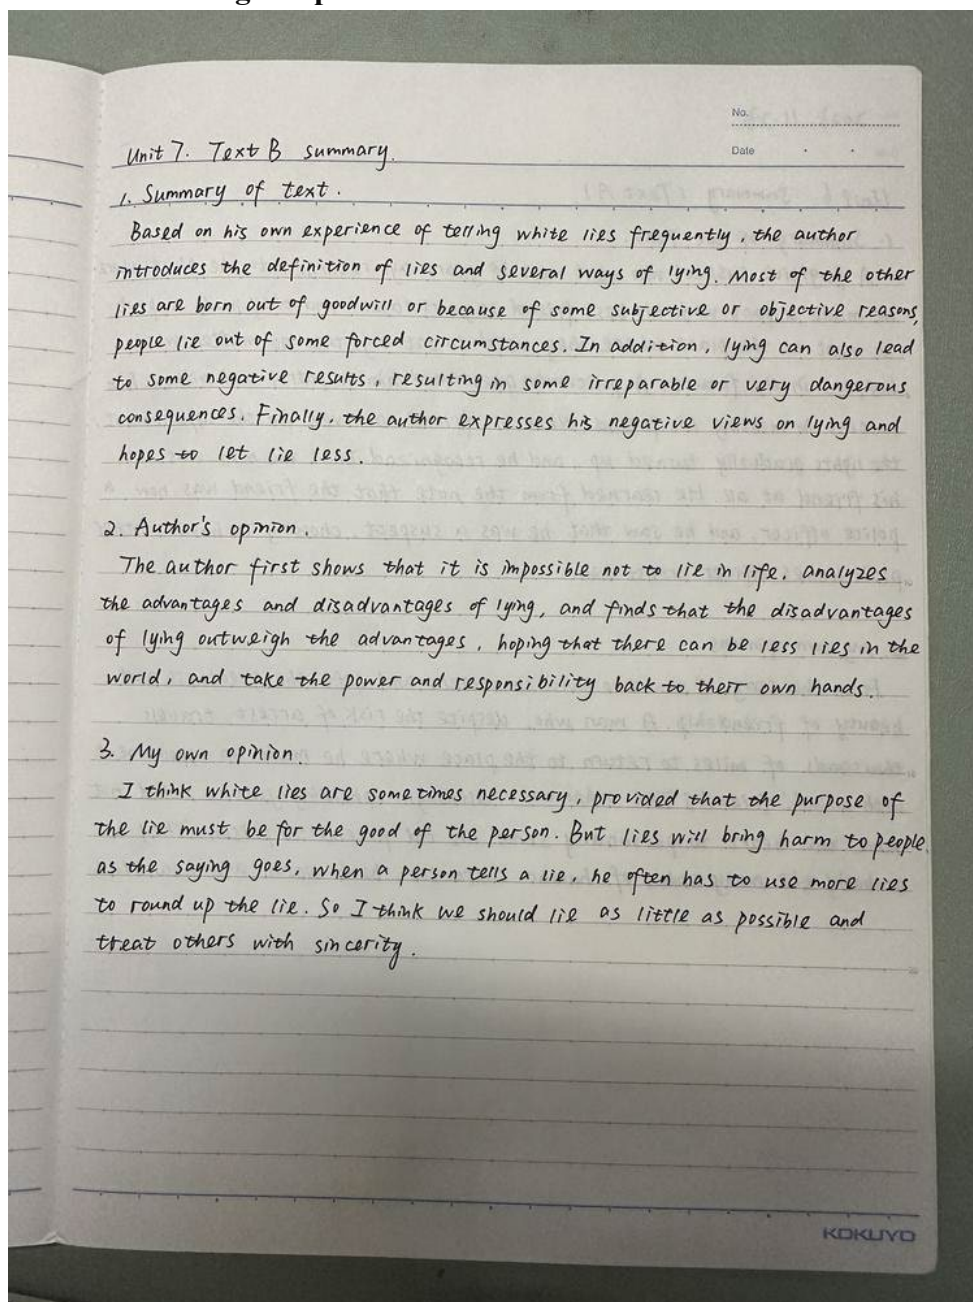 No.
Date
Unit 7. Text B summary.
1. Summary of text.
Based on his own experience of telling white lies frequently, the author
introduces the definition of lies and several ways of lying. Most of the other
lies are born out of goodwill or because of some subjective or objective reasons,
people lie out of some forced circumstances. In addition, lying can also lead
to some negative results, resulting in some irreparable or very dangerous
consequences. Finally, the author expresses his negative views on lying and
hopes to let lie less.
2. Author's opinion.
The author first shows that it is impossible not to lie in life, analyzes
the advantages and disadvantages of lying, and finds that the disadvantages
of lying outweigh the advantages, hoping that there can be less lies in the
world, and take the power and responsibility back to their own hands.
3. My own opinion.
I think white lies are sometimes necessary, provided that the purpose of
the lie must be for the good of the person. But lies will bring harm to people,
as the saying goes, when a person tells a lie, he often has to use more lies
to round up the lie. So I think we should lie as little as possible and
treat others with sincerity.
KOKUYO